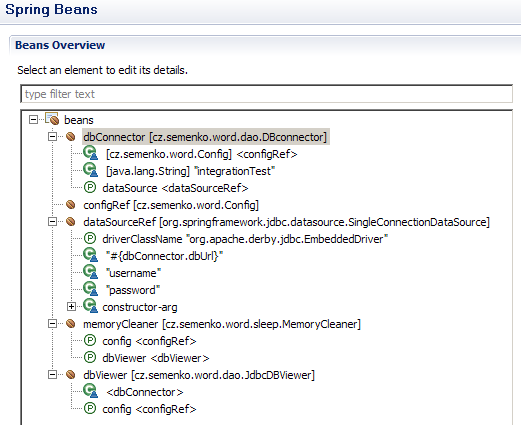 Spring Beans
Beans Overview
Select an element to edit its details.
type filter text
beans
dbConnector [cz.semenko.word.dao.DBconnector]
[cz.semenko.word.Config] <configRef>
[java.lang.String] "integrationTest"
dataSource <dataSourceRef>
configRef [cz.semenko.word.Config]
dataSourceRef [org.springframework.jdbc.datasource.SingleConnectionDataSource]
driverClassName "org.apache.derby.jdbc.EmbeddedDriver"
"#{dbConnector.dbUrl}"
"username"
"password"
constructor-arg
memoryCleaner [cz.semenko.word.sleep.MemoryCleaner]
config <configRef>
dbViewer <dbViewer>
dbViewer [cz.semenko.word.dao.JdbcDBViewer]
<dbConnector>
config <configRef>